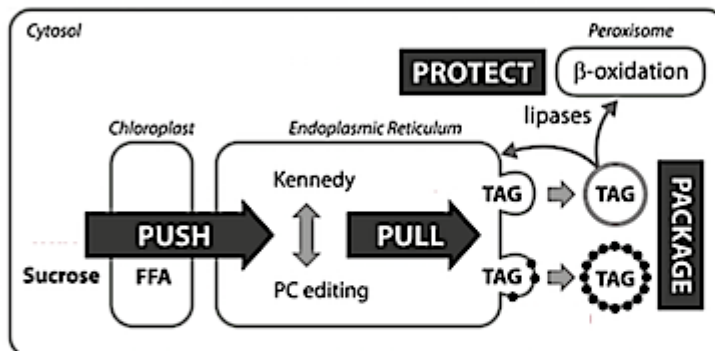 Cytosol
Peroxisome
PROTECT
β-oxidation
lipases
Chloroplast
Endoplasmic Reticulum
Kennedy
TAG
TAG
PACKAGE
PUSH
PULL
Sucrose
FFA
PC editing
TAG
TAG